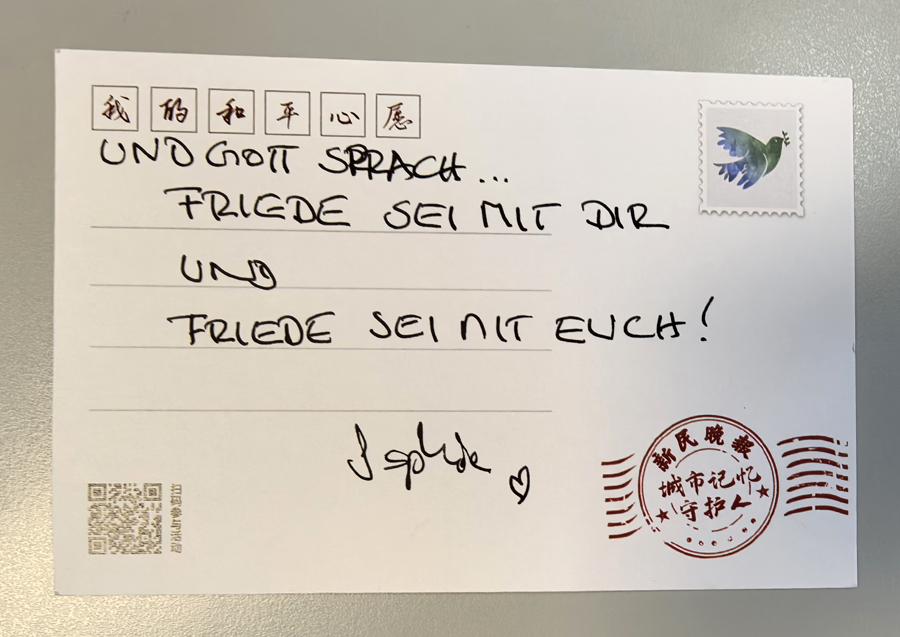 我的和平心愿
UND GOTT SPRACH...
FRIEDE SEI MIT DIR
UND
FRIEDE SEI MIT EUCH!
新民晚报
城市记忆
守护人